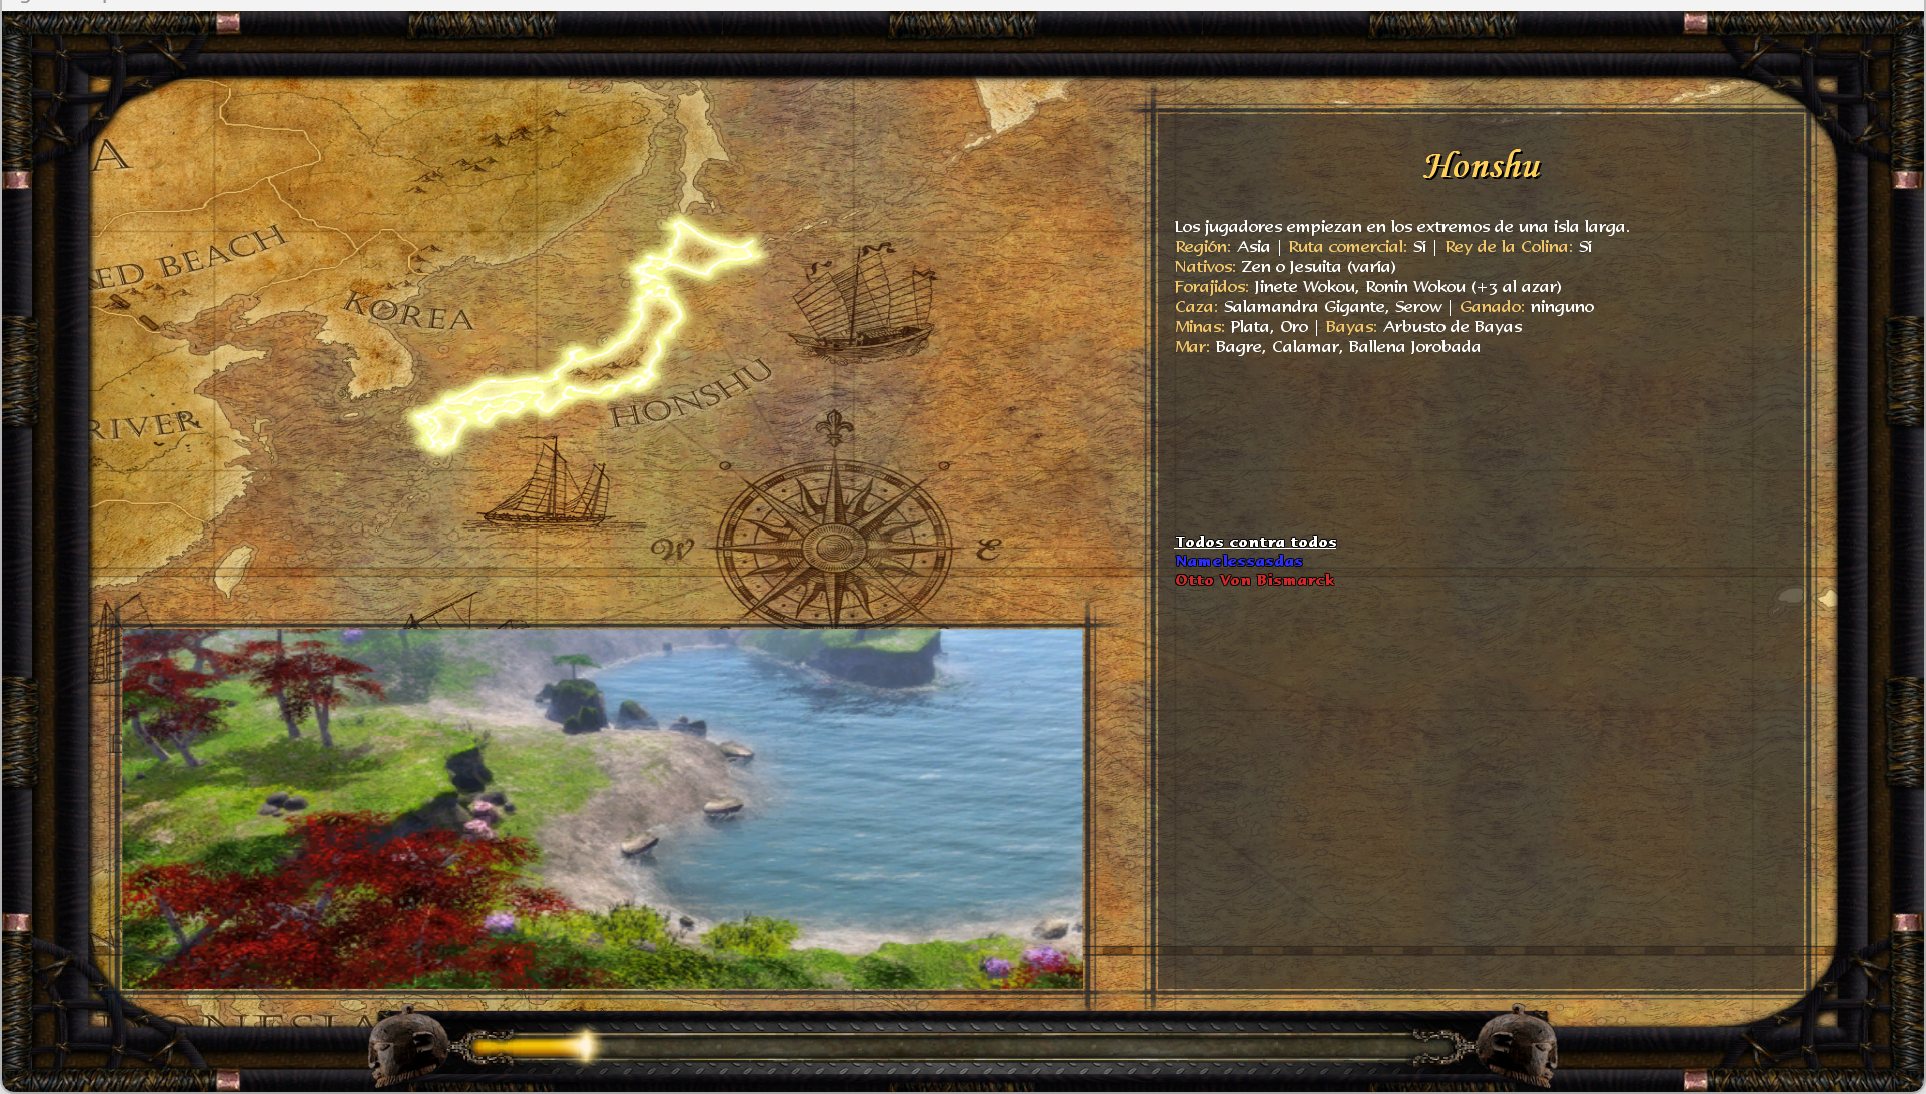 A
RED BEACH
KOREA
RIVER
HONSHU
W
E
Honshu
Los jugadores empiezan en los extremos de una isla larga.
Región: Asia | Ruta comercial: Sí | Rey de la Colina: Sí
Nativos: Zen o Jesuita (varía)
Forajidos: Jinete Wokou, Ronin Wokou (+3 al azar)
Caza: Salamandra Gigante, Serow | Ganado: ninguno
Minas: Plata, Oro | Bayas: Arbusto de Bayas
Mar: Bagre, Calamar, Ballena Jorobada
Todos contra todos
Namelessasdas
Otto Von Bismarck